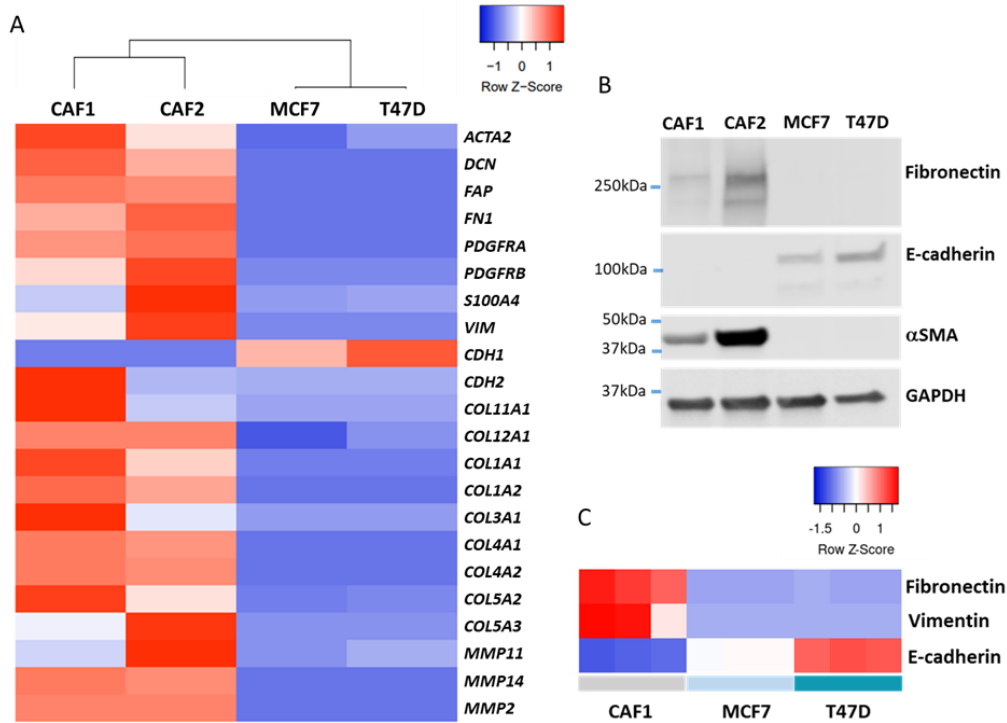 A
−1 0 1
Row Z−Score
CAF1 CAF2 MCF7 T47D
ACTA2
DCN
FAP
FN1
PDGFRA
PDGFRB
S100A4
VIM
CDH1
CDH2
COL11A1
COL12A1
COL1A1
COL1A2
COL3A1
COL4A1
COL4A2
COL5A2
COL5A3
MMP11
MMP14
MMP2
B
CAF1 CAF2 MCF7 T47D
Fibronectin
250kDa
E-cadherin
100kDa
50kDa
αSMA
37kDa
37kDa
GAPDH
C
-1.5 0 1
Row Z-Score
Fibronectin
Vimentin
E-cadherin
CAF1 MCF7 T47D